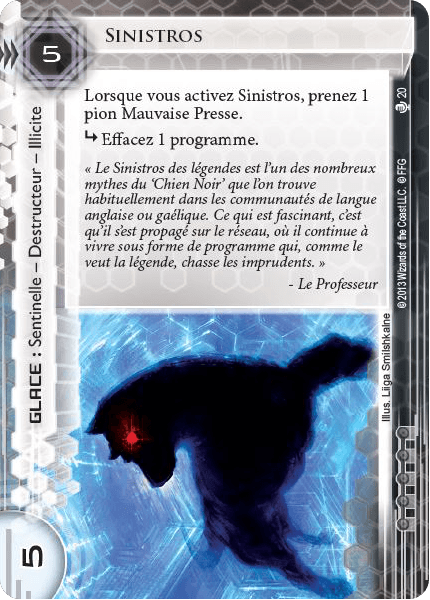 5
SINISTROS
Lorsque vous activez Sinistros, prenez 1
pion Mauvaise Presse.
↳ Effacez 1 programme.
« Le Sinistros des légendes est l'un des nombreux
mythes du ‘Chien Noir’ que l'on trouve
habituellement dans les communautés de langue
anglaise ou gaélique. Ce qui est fascinant, c'est
qu'il s'est propagé sur le réseau, où il continue à
vivre sous forme de programme qui, comme le
veut la légende, chasse les imprudents. »
- Le Professeur
GLACE : Sentinelle – Destructeur – Illicite
20
© 2013 Wizards of the Coast LLC. © FFG
Illus. Liiga Smilshkalne
5